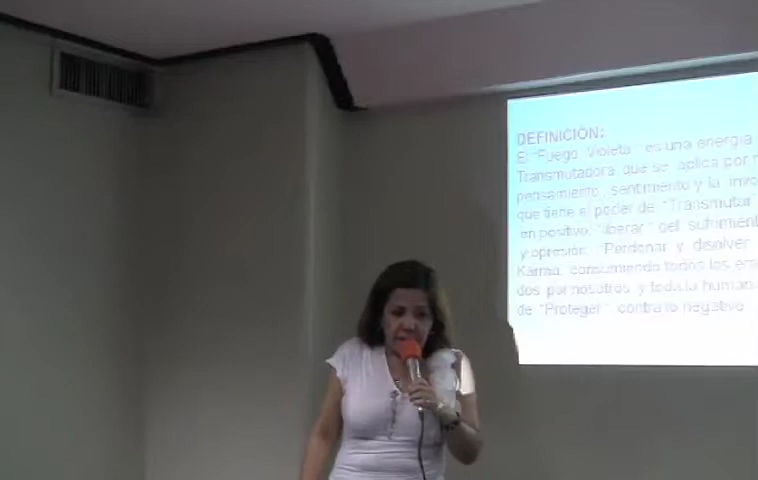 DEFINICIÓN:
El "Fuego Violeta" es una energía
Transmutadora que se aplica por
pensamiento, sentimiento y la
que tiene el poder de "Transmutar"
en positivo, "liberar" del
y opresión. "Perdonar y disolver
Karma, consumiendo todos los
dos por nosotros y toda la
de "Proteger" contra lo negativo